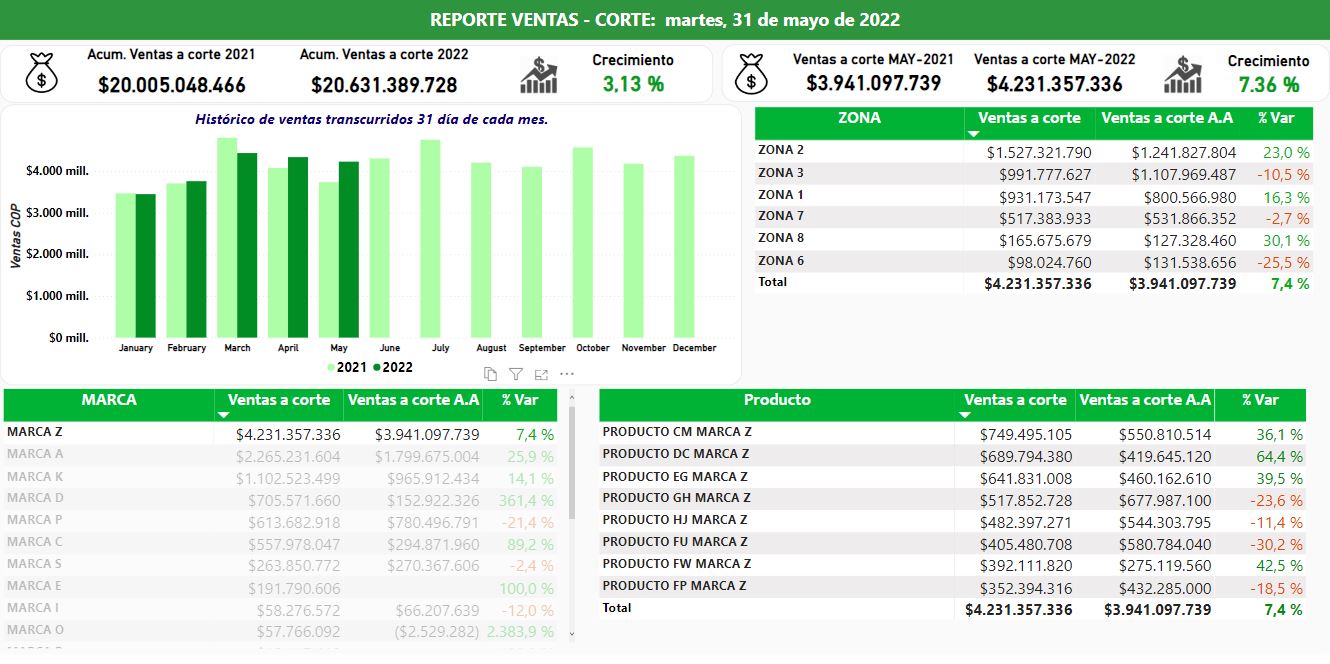 REPORTE VENTAS - CORTE: martes, 31 de mayo de 2022
Acum. Ventas a corte 2021 Acum. Ventas a corte 2022 Crecimiento
$20.005.048.466 $20.631.389.728 3,13 %
Ventas a corte MAY-2021 Ventas a corte MAY-2022 Crecimiento
$3.941.097.739 $4.231.357.336 7.36 %
Histórico de ventas transcurridos 31 día de cada mes.
Ventas COP
$4.000 mill.
$3.000 mill.
$2.000 mill.
$1.000 mill.
$0 mill.
January February March April May June July August September October November December
2021 2022
ZONA Ventas a corte Ventas a corte A.A % Var
ZONA 2 $1.527.321.790 $1.241.827.804 23,0 %
ZONA 3 $991.777.627 $1.107.969.487 -10,5 %
ZONA 1 $931.173.547 $800.566.980 16,3 %
ZONA 7 $517.383.933 $531.866.352 -2,7 %
ZONA 8 $165.675.679 $127.328.460 30,1 %
ZONA 6 $98.024.760 $131.538.656 -25,5 %
Total $4.231.357.336 $3.941.097.739 7,4 %
MARCA Ventas a corte Ventas a corte A.A % Var
MARCA Z $4.231.357.336 $3.941.097.739 7,4 %
MARCA A $2.265.231.604 $1.799.675.004 25,9 %
MARCA K $1.102.523.499 $965.912.434 14,1 %
MARCA D $705.571.660 $152.922.326 361,4 %
MARCA P $613.682.918 $780.496.791 -21,4 %
MARCA C $557.978.047 $294.871.960 89,2 %
MARCA S $263.850.772 $270.367.606 -2,4 %
MARCA E $191.790.606 100,0 %
MARCA I $58.276.572 $66.207.639 -12,0 %
MARCA O $57.766.092 ($2.529.282) 2.383,9 %
Producto Ventas a corte Ventas a corte A.A % Var
PRODUCTO CM MARCA Z $749.495.105 $550.810.514 36,1 %
PRODUCTO DC MARCA Z $689.794.380 $419.645.120 64,4 %
PRODUCTO EG MARCA Z $641.831.008 $460.162.610 39,5 %
PRODUCTO GH MARCA Z $517.852.728 $677.987.100 -23,6 %
PRODUCTO HJ MARCA Z $482.397.271 $544.303.795 -11,4 %
PRODUCTO FU MARCA Z $405.480.708 $580.784.040 -30,2 %
PRODUCTO FW MARCA Z $392.111.820 $275.119.560 42,5 %
PRODUCTO FP MARCA Z $352.394.316 $432.285.000 -18,5 %
Total $4.231.357.336 $3.941.097.739 7,4 %